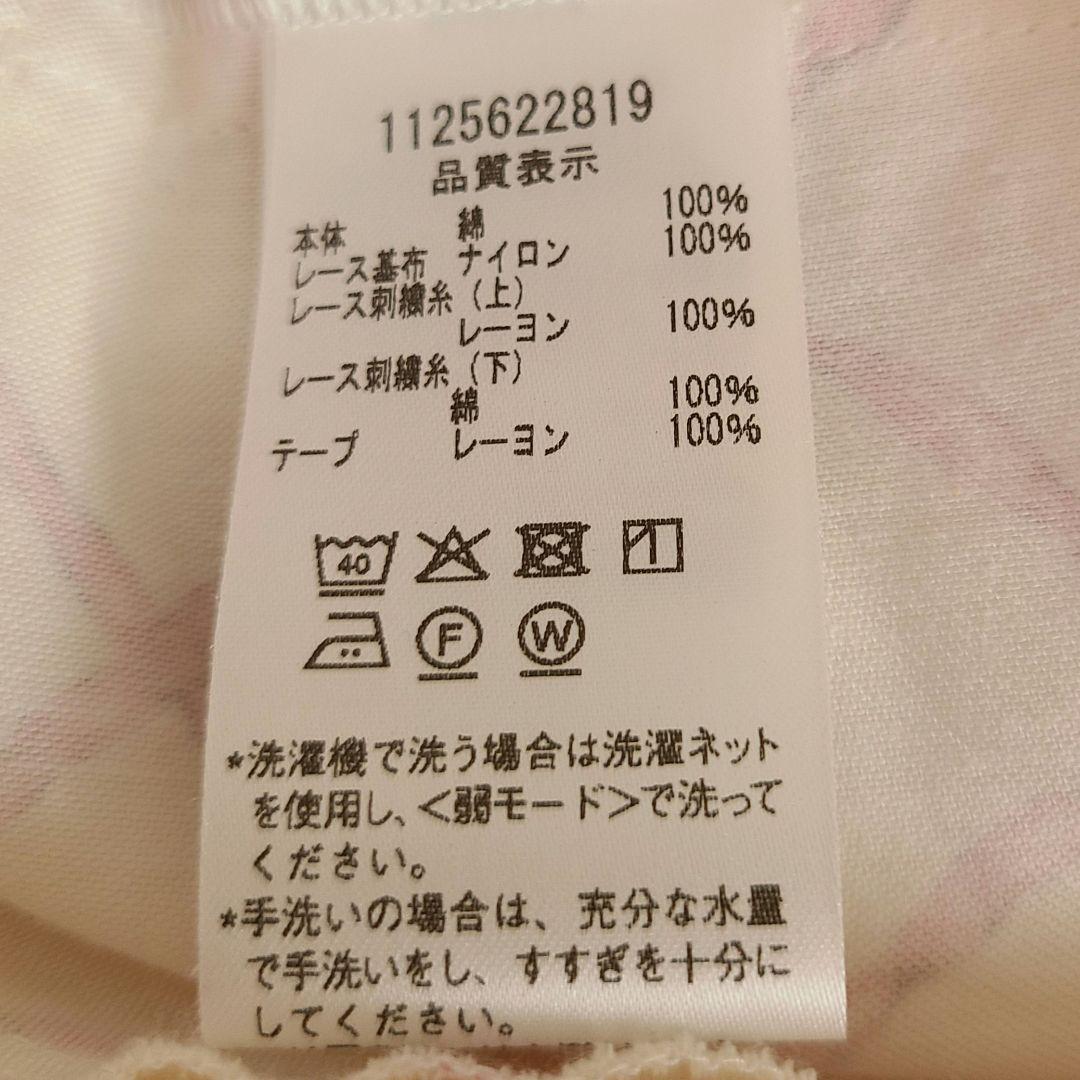 1125622819
品質表示
本体 綿 100%
レース基布 ナイロン 100%
レース刺繍糸(上)
レーヨン 100%
レース刺繍糸(下)
綿 100%
テープ レーヨン 100%
40
F W
*洗濯機で洗う場合は洗濯ネット
を使用し、<弱モード>で洗って
ください。
*手洗いの場合は、充分な水量
で手洗いをし、すすぎを十分に
してください。